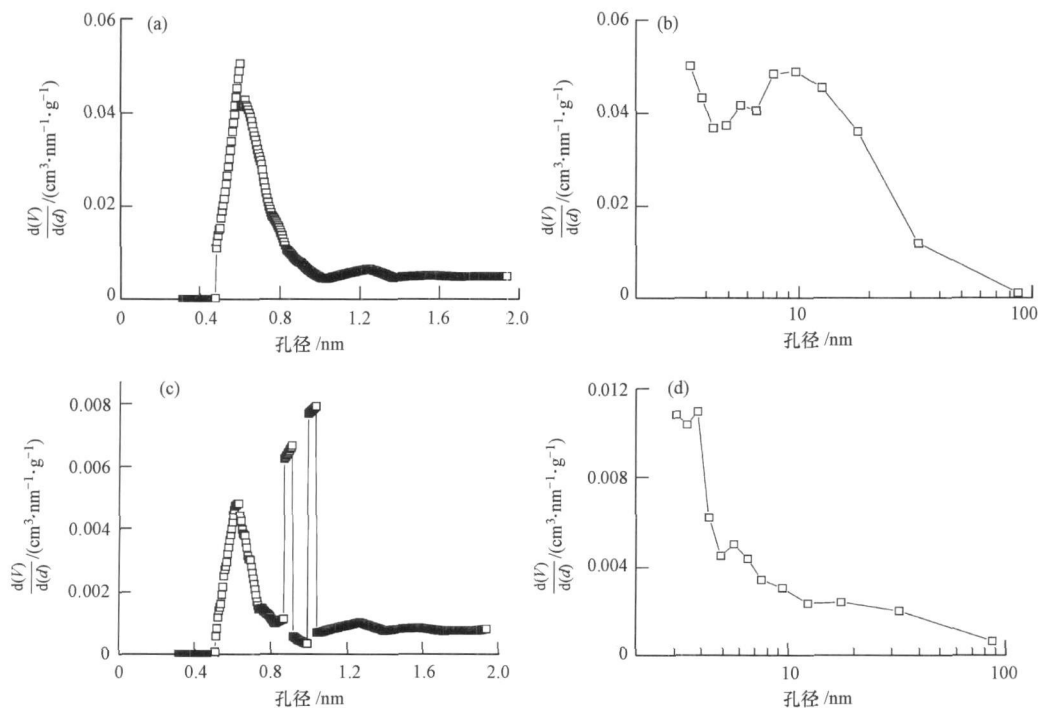 (a)
0.06
0.04
0.02
0
d(V)/d(d) /(cm³·nm⁻¹·g⁻¹)
0 0.4 0.8 1.2 1.6 2.0
孔径 /nm
(b)
0.06
0.04
0.02
0
d(V)/d(d) /(cm³·nm⁻¹·g⁻¹)
10 100
孔径 /nm
(c)
0.008
0.006
0.004
0.002
0
d(V)/d(d) /(cm³·nm⁻¹·g⁻¹)
0 0.4 0.8 1.2 1.6 2.0
孔径 /nm
(d)
0.012
0.008
0.004
0
d(V)/d(d) /(cm³·nm⁻¹·g⁻¹)
10 100
孔径 /nm